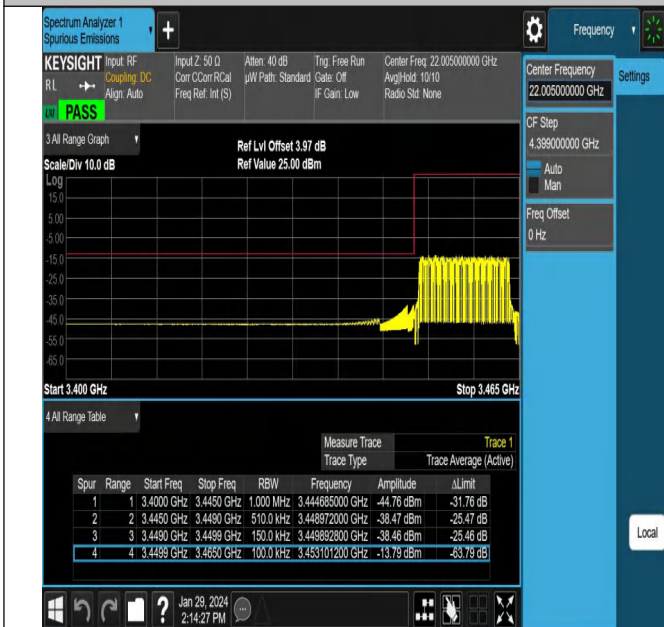 Spectrum Analyzer 1
Spurious Emissions
Frequency
KEYSIGHT
RL
Input: RF
Coupling: DC
Align: Auto
Input Z: 50 Ω
Corr CCorr RCal
Freq Ref: Int (S)
Atten: 40 dB
µW Path: Standard
Trig: Free Run
Gate: Off
IF Gain: Low
Center Freq: 22.005000000 GHz
Avg|Hold: 10/10
Radio Std: None
PASS
3 All Range Graph
Ref Lvl Offset 3.97 dB
Scale/Div 10.0 dB
Ref Value 25.00 dBm
Log
15.0
5.00
-5.00
-15.0
-25.0
-35.0
-45.0
-55.0
-65.0
Start 3.400 GHz
Stop 3.465 GHz
4 All Range Table
Measure Trace Trace 1
Trace Type Trace Average (Active)
Spur Range Start Freq Stop Freq RBW Frequency Amplitude ΔLimit
1 1 3.4000 GHz 3.4450 GHz 1.000 MHz 3.444685000 GHz -44.76 dBm -31.76 dB
2 2 3.4450 GHz 3.4490 GHz 510.0 kHz 3.448972000 GHz -38.47 dBm -25.47 dB
3 3 3.4490 GHz 3.4499 GHz 150.0 kHz 3.449892800 GHz -38.46 dBm -25.46 dB
4 4 3.4499 GHz 3.4650 GHz 100.0 kHz 3.453101200 GHz -13.79 dBm -63.79 dB
Jan 29, 2024
2:14:27 PM
Center Frequency
22.005000000 GHz
Settings
CF Step
4.399000000 GHz
Auto
Man
Freq Offset
0 Hz
Local